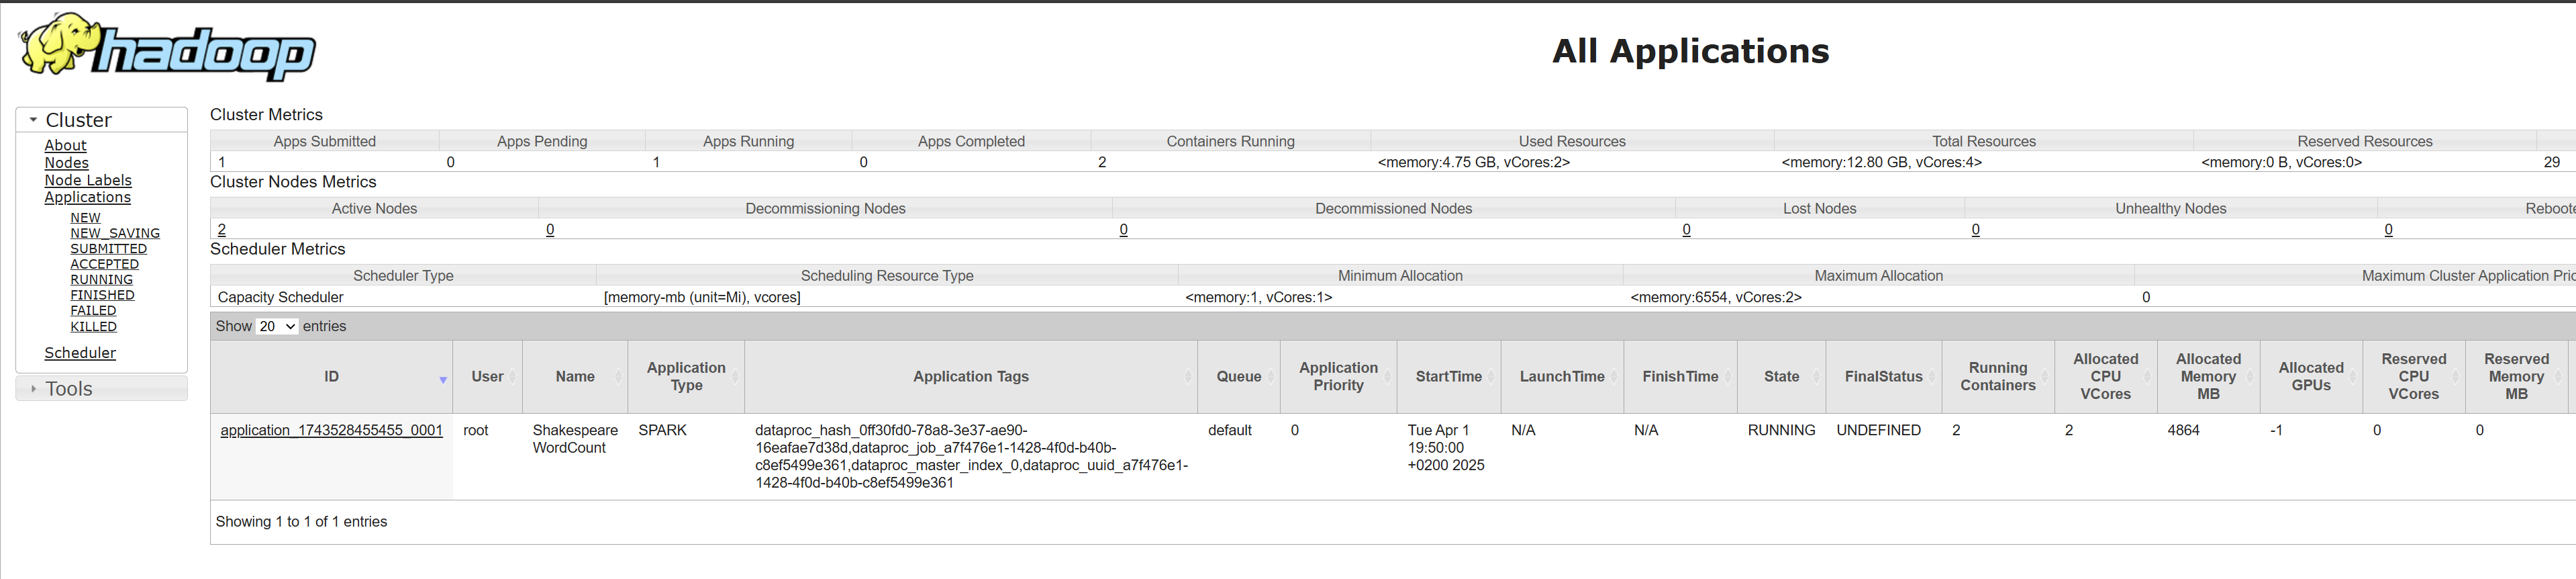 hadoop
All Applications
Cluster
About
Nodes
Node Labels
Applications
NEW
NEW_SAVING
SUBMITTED
ACCEPTED
RUNNING
FINISHED
FAILED
KILLED
Scheduler
Tools
Cluster Metrics
Apps Submitted Apps Pending Apps Running Apps Completed Containers Running Used Resources Total Resources Reserved Resources
1 0 1 0 2 <memory:4.75 GB, vCores:2> <memory:12.80 GB, vCores:4> <memory:0 B, vCores:0> 29
Cluster Nodes Metrics
Active Nodes Decommissioning Nodes Decommissioned Nodes Lost Nodes Unhealthy Nodes Reboote
2 0 0 0 0 0
Scheduler Metrics
Scheduler Type Scheduling Resource Type Minimum Allocation Maximum Allocation Maximum Cluster Application Prio
Capacity Scheduler [memory-mb (unit=Mi), vcores] <memory:1, vCores:1> <memory:6554, vCores:2> 0
Show 20 entries
ID User Name Application Type Application Tags Queue Application Priority StartTime LaunchTime FinishTime State FinalStatus Running Containers Allocated CPU VCores Allocated Memory MB Allocated GPUs Reserved CPU VCores Reserved Memory MB
application_1743528455455_0001 root Shakespeare SPARK dataproc_hash_0ff30fd0-78a8-3e37-ae90- default 0 Tue Apr 1 N/A N/A RUNNING UNDEFINED 2 2 4864 -1 0 0
WordCount 16eafae7d38d,dataproc_job_a7f476e1-1428-4f0d-b40b- 19:50:00
c8ef5499e361,dataproc_master_index_0,dataproc_uuid_a7f476e1- +0200 2025
1428-4f0d-b40b-c8ef5499e361
Showing 1 to 1 of 1 entries